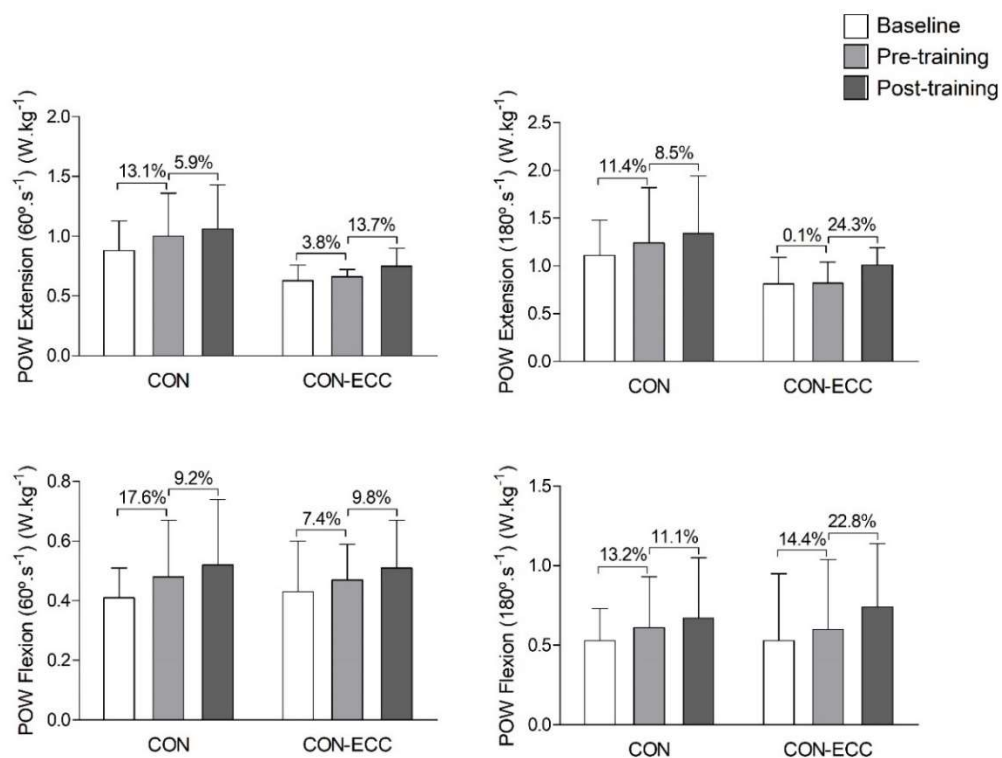 Baseline
Pre-training
Post-training
POW Extension (60º.s⁻¹) (W.kg⁻¹)
2.0
1.5
1.0
0.5
0.0
13.1%
5.9%
3.8%
13.7%
CON
CON-ECC
POW Extension (180º.s⁻¹) (W.kg⁻¹)
2.5
2.0
1.5
1.0
0.5
0.0
11.4%
8.5%
0.1%
24.3%
CON
CON-ECC
POW Flexion (60º.s⁻¹) (W.kg⁻¹)
0.8
0.6
0.4
0.2
0.0
17.6%
9.2%
7.4%
9.8%
CON
CON-ECC
POW Flexion (180º.s⁻¹) (W.kg⁻¹)
1.5
1.0
0.5
0.0
13.2%
11.1%
14.4%
22.8%
CON
CON-ECC